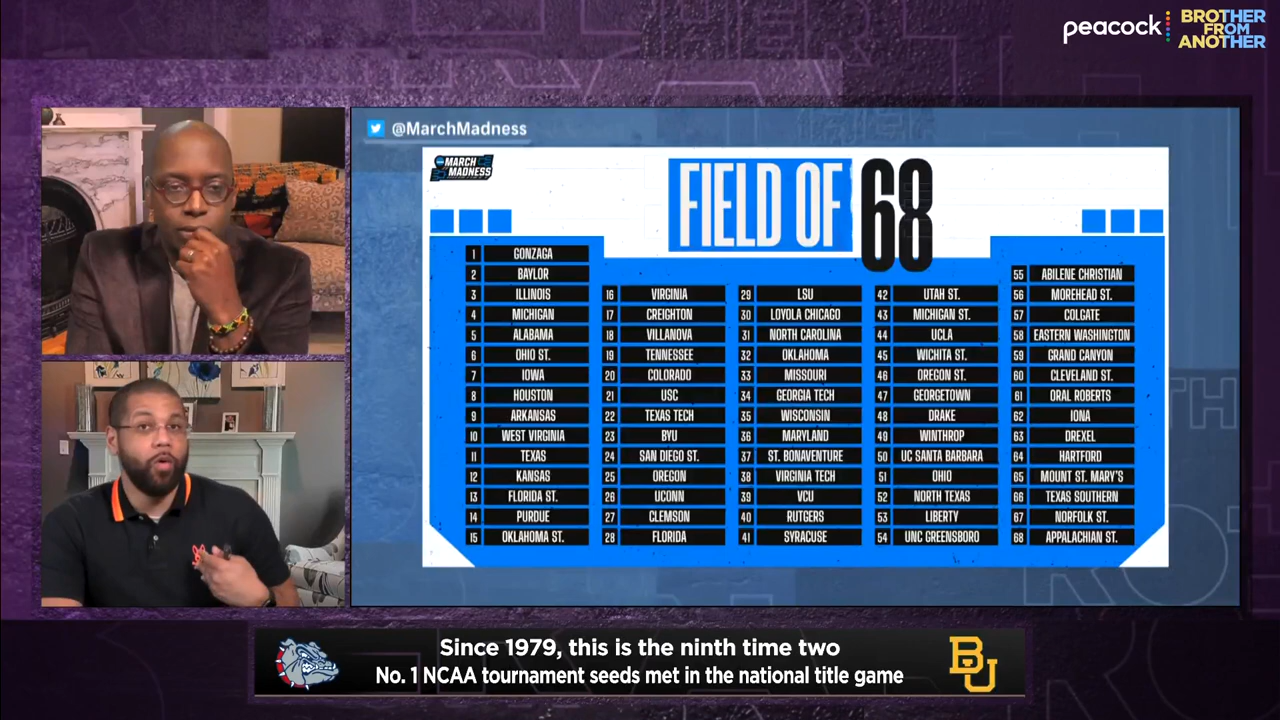 peacock
BROTHER
FROM
ANOTHER
@MarchMadness
MARCH
MADNESS
FIELD OF 68
1 GONZAGA
2 BAYLOR
3 ILLINOIS
4 MICHIGAN
5 ALABAMA
6 OHIO ST.
7 IOWA
8 HOUSTON
9 ARKANSAS
10 WEST VIRGINIA
11 TEXAS
12 KANSAS
13 FLORIDA ST.
14 PURDUE
15 OKLAHOMA ST.
16 VIRGINIA
17 CREIGHTON
18 VILLANOVA
19 TENNESSEE
20 COLORADO
21 USC
22 TEXAS TECH
23 BYU
24 SAN DIEGO ST.
25 OREGON
26 UCONN
27 CLEMSON
28 FLORIDA
29 LSU
30 LOYOLA CHICAGO
31 NORTH CAROLINA
32 OKLAHOMA
33 MISSOURI
34 GEORGIA TECH
35 WISCONSIN
36 MARYLAND
37 ST. BONAVENTURE
38 VIRGINIA TECH
39 VCU
40 RUTGERS
41 SYRACUSE
42 UTAH ST.
43 MICHIGAN ST.
44 UCLA
45 WICHITA ST.
46 OREGON ST.
47 GEORGETOWN
48 DRAKE
49 WINTHROP
50 UC SANTA BARBARA
51 OHIO
52 NORTH TEXAS
53 LIBERTY
54 UNC GREENSBORO
55 ABILENE CHRISTIAN
56 MOREHEAD ST.
57 COLGATE
58 EASTERN WASHINGTON
59 GRAND CANYON
60 CLEVELAND ST.
61 ORAL ROBERTS
62 IONA
63 DREXEL
64 HARTFORD
65 MOUNT ST. MARY'S
66 TEXAS SOUTHERN
67 NORFOLK ST.
68 APPALACHIAN ST.
Since 1979, this is the ninth time two
No. 1 NCAA tournament seeds met in the national title game
BU